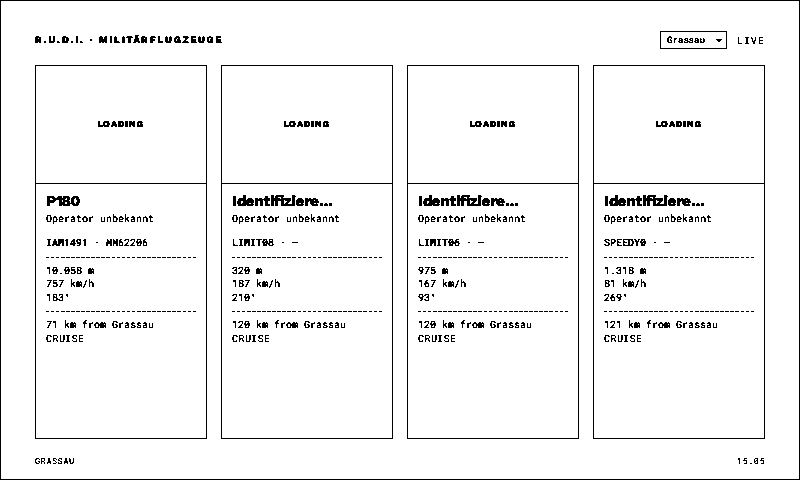 R.U.D.I. · MILITÄRFLUGZEUGE
Grassau
LIVE
LOADING
P180
Operator unbekannt
IAM1491 · MM62206
10.058 m
757 km/h
183°
71 km from Grassau
CRUISE
LOADING
Identifiziere...
Operator unbekannt
LIMIT08 · —
320 m
187 km/h
210°
120 km from Grassau
CRUISE
LOADING
Identifiziere...
Operator unbekannt
LIMIT06 · —
975 m
167 km/h
93°
120 km from Grassau
CRUISE
LOADING
Identifiziere...
Operator unbekannt
SPEEDY0 · —
1.318 m
81 km/h
269°
121 km from Grassau
CRUISE
GRASSAU
15.05